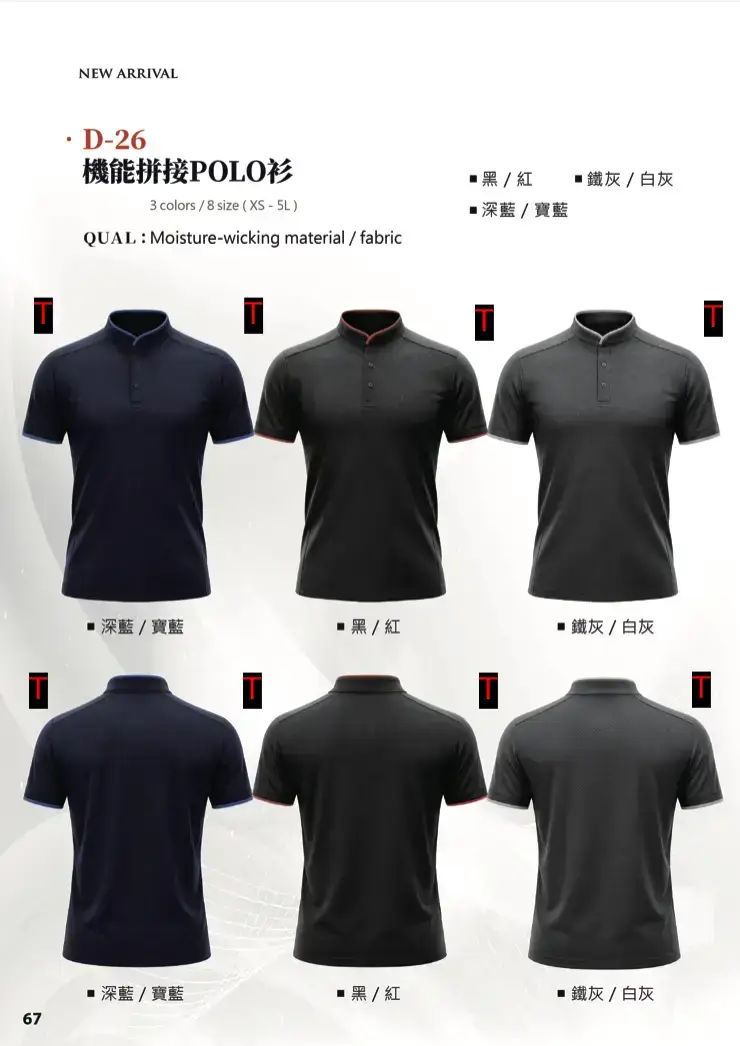 NEW ARRIVAL
· D-26
機能拼接POLO衫
3 colors / 8 size ( XS - 5L )
QUAL : Moisture-wicking material / fabric
■ 黑 / 紅 ■ 鐵灰 / 白灰
■ 深藍 / 寶藍
T T T T
■ 深藍 / 寶藍 ■ 黑 / 紅 ■ 鐵灰 / 白灰
T T T T
■ 深藍 / 寶藍 ■ 黑 / 紅 ■ 鐵灰 / 白灰
67